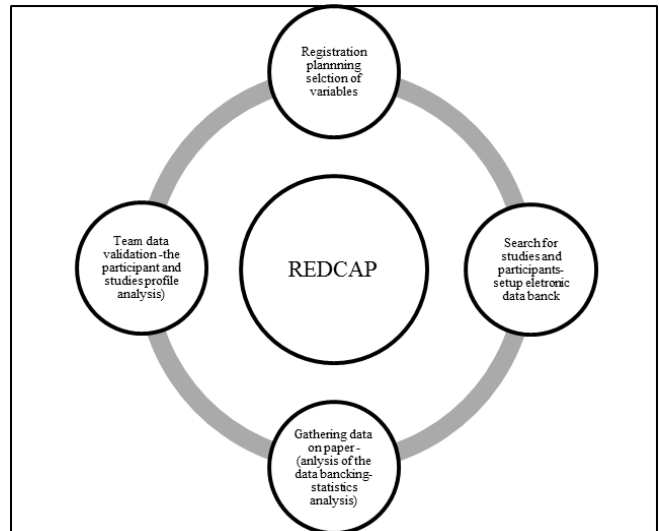 Registration
plannning
selction of
variables
Team data
validation -the
participant and
studies profile
analysis)
REDCAP
Search for
studies and
participants-
setup eletronic
data banck
Gathering data
on paper -
(anlysis of the
data bancking-
statistics
analysis)